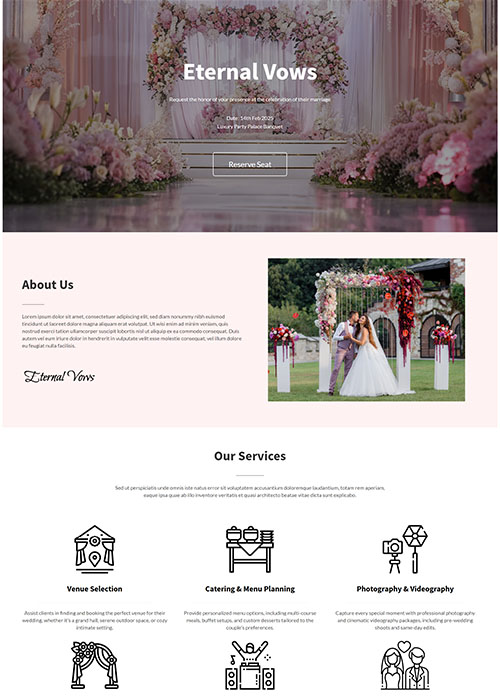 Eternal Vows
Request the honor of your presence at the celebration of their marriage
Date: 14th Feb 2025
Luxury Party Palace Banquet
Reserve Seat
About Us
Lorem ipsum dolor sit amet, consectetuer adipiscing elit, sed diam nonummy nibh euismod
tincidunt ut laoreet dolore magna aliquam erat volutpat. Ut wisi enim ad minim veniam, quis
nostrud exerci tation ullamcorper suscipit lobortis nisl ut aliquip ex ea commodo consequat. Duis
autem vel eum iriure dolor in hendrerit in vulputate velit esse molestie consequat, vel illum dolore
eu feugiat nulla facilisis.
Eternal Vows
Our Services
Sed ut perspiciatis unde omnis iste natus error sit voluptatem accusantium doloremque laudantium, totam rem aperiam,
eaque ipsa quae ab illo inventore veritatis et quasi architecto beatae vitae dicta sunt explicabo.
Venue Selection
Assist clients in finding and booking the perfect venue for their
wedding, whether it's a grand hall, serene outdoor space, or cozy
intimate setting.
Catering & Menu Planning
Provide personalized menu options, including multi-course
meals, buffet setups, and custom desserts tailored to the
couple's preferences.
Photography & Videography
Capture every special moment with professional photography
and cinematic videography packages, including pre-wedding
shoots and same-day edits.